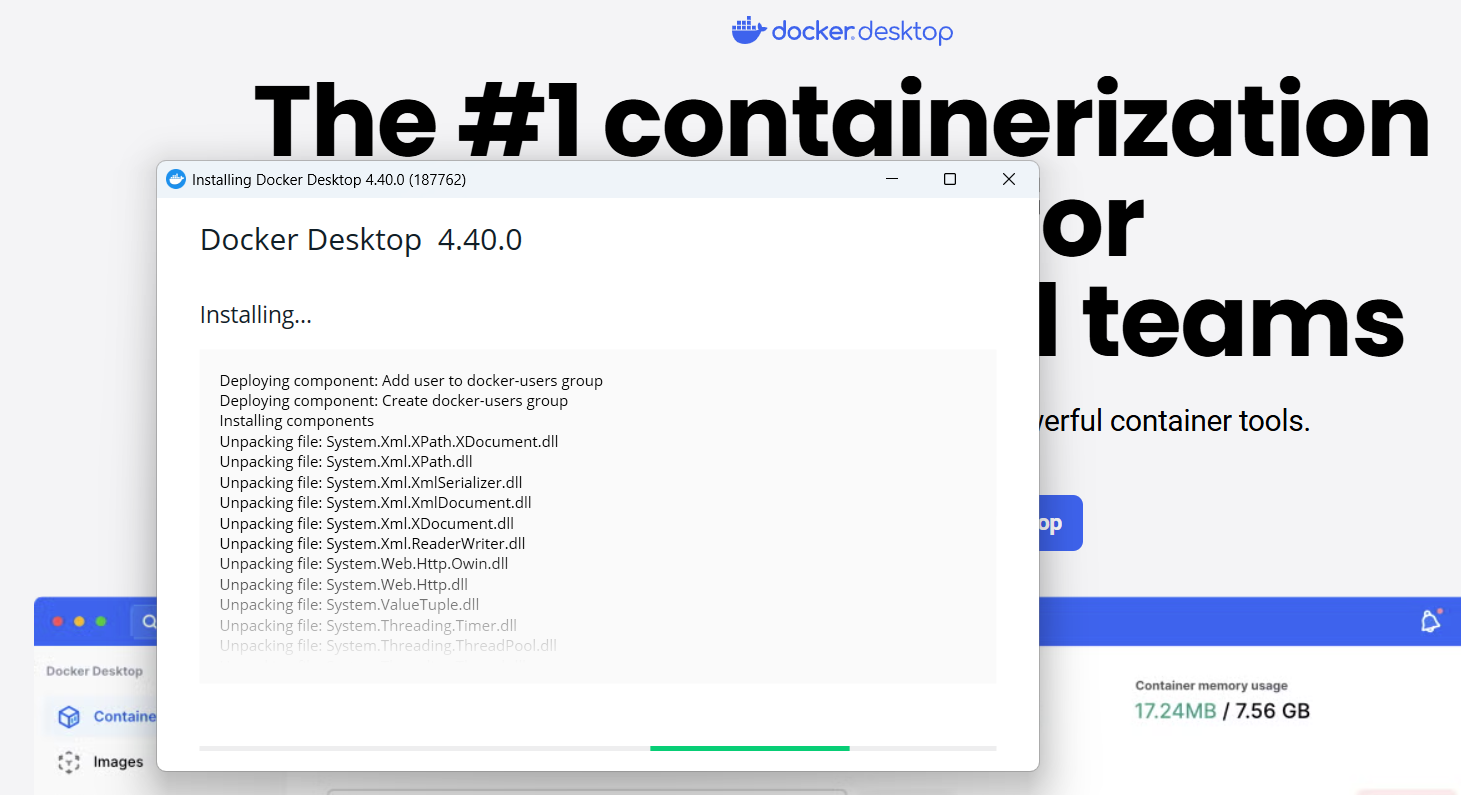 docker.desktop
The #1 containerization
or
teams
container tools.
op
Installing Docker Desktop 4.40.0 (187762)
Docker Desktop 4.40.0
Installing...
Deploying component: Add user to docker-users group
Deploying component: Create docker-users group
Installing components
Unpacking file: System.Xml.XPath.XDocument.dll
Unpacking file: System.Xml.XPath.dll
Unpacking file: System.Xml.XmlSerializer.dll
Unpacking file: System.Xml.XmlDocument.dll
Unpacking file: System.Xml.XDocument.dll
Unpacking file: System.Xml.ReaderWriter.dll
Unpacking file: System.Web.Http.Owin.dll
Unpacking file: System.Web.Http.dll
Unpacking file: System.ValueTuple.dll
Unpacking file: System.Threading.Timer.dll
Unpacking file: System.Threading.ThreadPool.dll
Docker Desktop
Containe
Images
Container memory usage
17.24MB / 7.56 GB